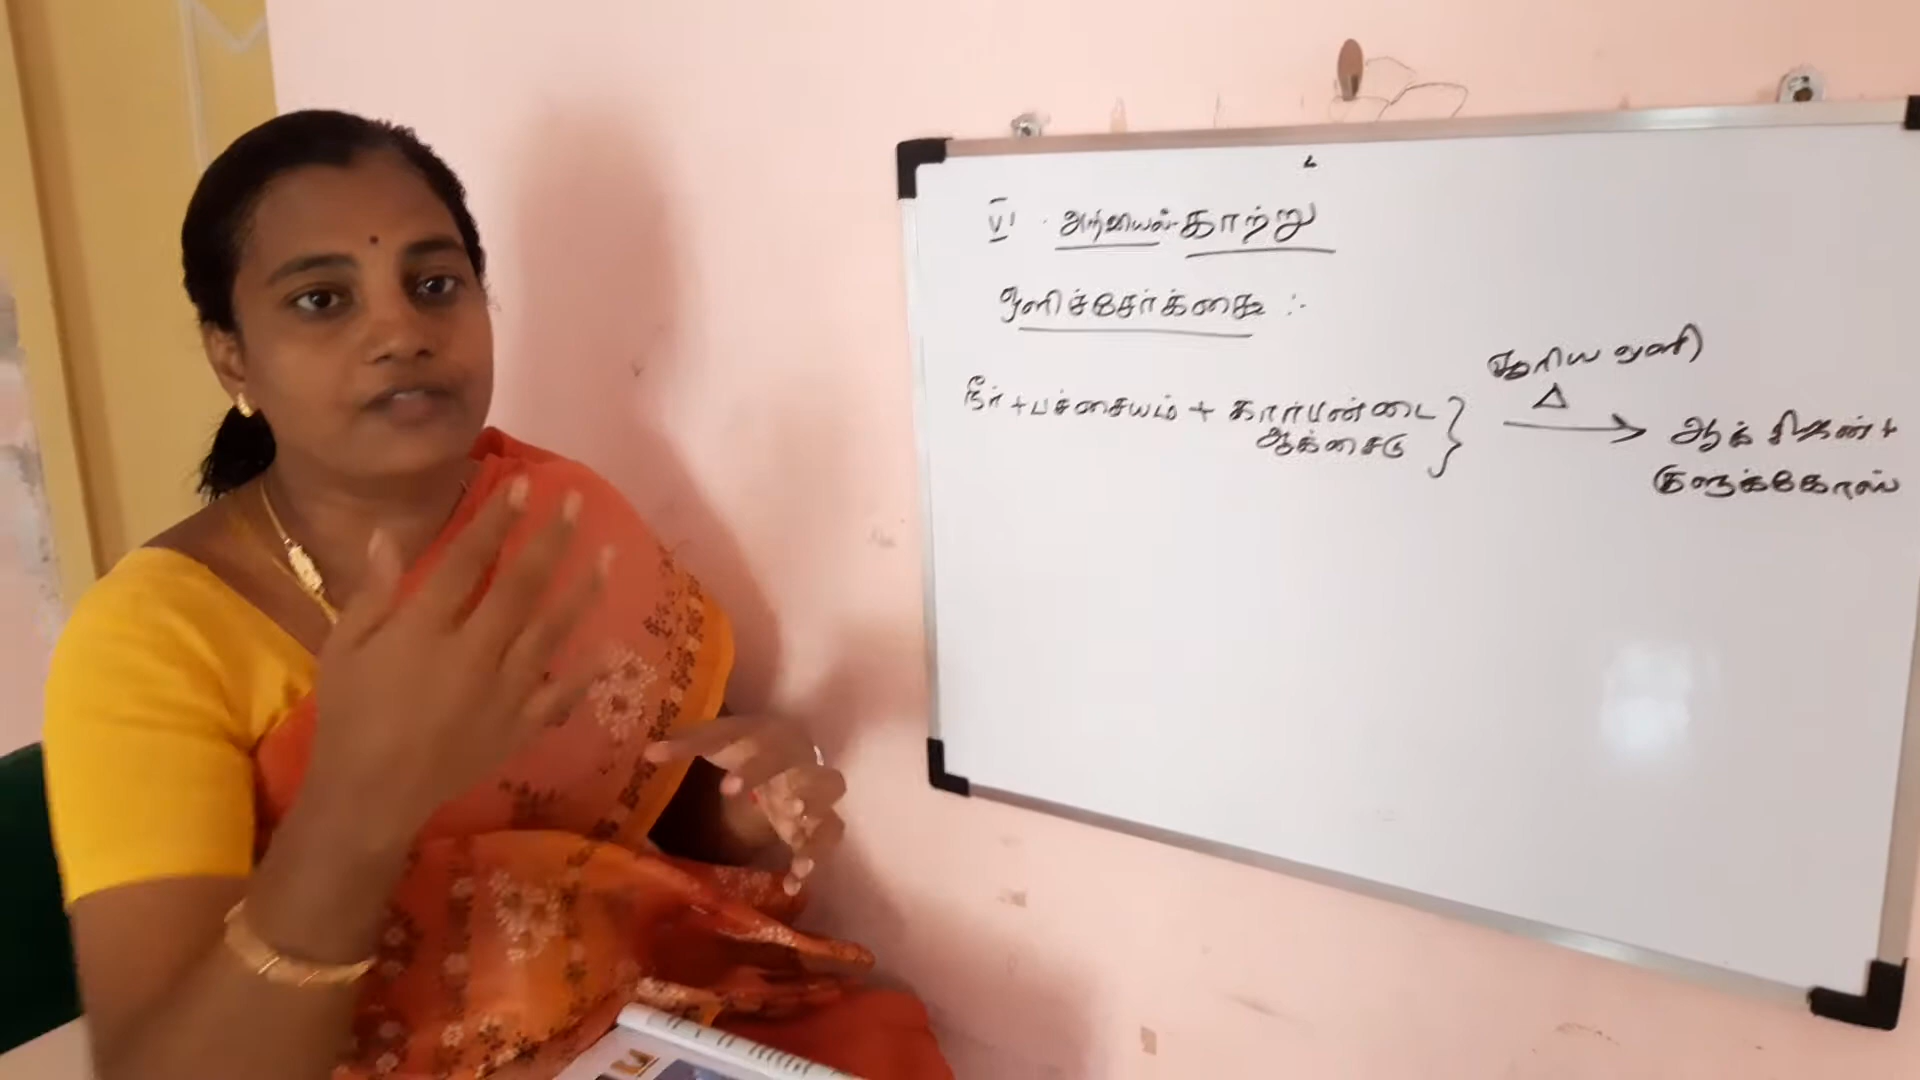 VI . அறிவியல் - காற்று
ஒளிச்சேர்க்கை :-
சூரிய ஒளி
Δ
நீர் + பச்சையம் + கார்பன்டை } → ஆக்சிஜன் +
ஆக்சைடு
குளுக்கோஸ்